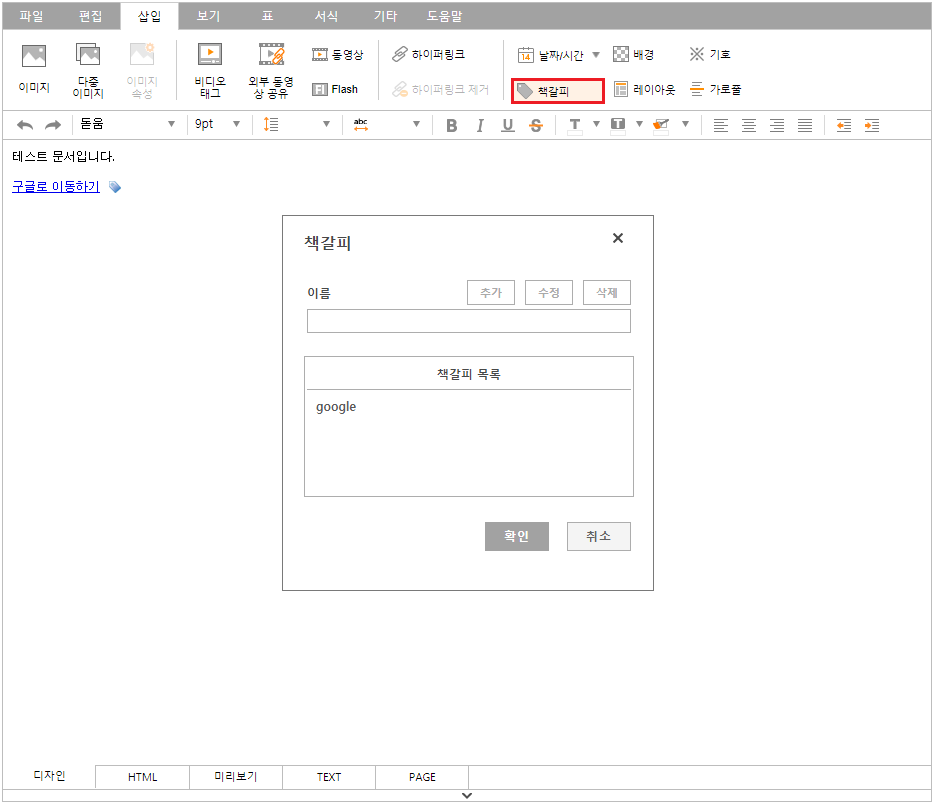 파일 편집 삽입 보기 표 서식 기타 도움말
이미지
다중
이미지
이미지
속성
비디오
태그
외부 동영
상 공유
동영상
Flash
하이퍼링크
하이퍼링크 제거
14 날짜/시간
책갈피
배경
레이아웃
기호
가로줄
돋움 9pt abc B I U S T T
테스트 문서입니다.
구글로 이동하기
책갈피
이름 추가 수정 삭제
책갈피 목록
google
확인 취소
디자인 HTML 미리보기 TEXT PAGE